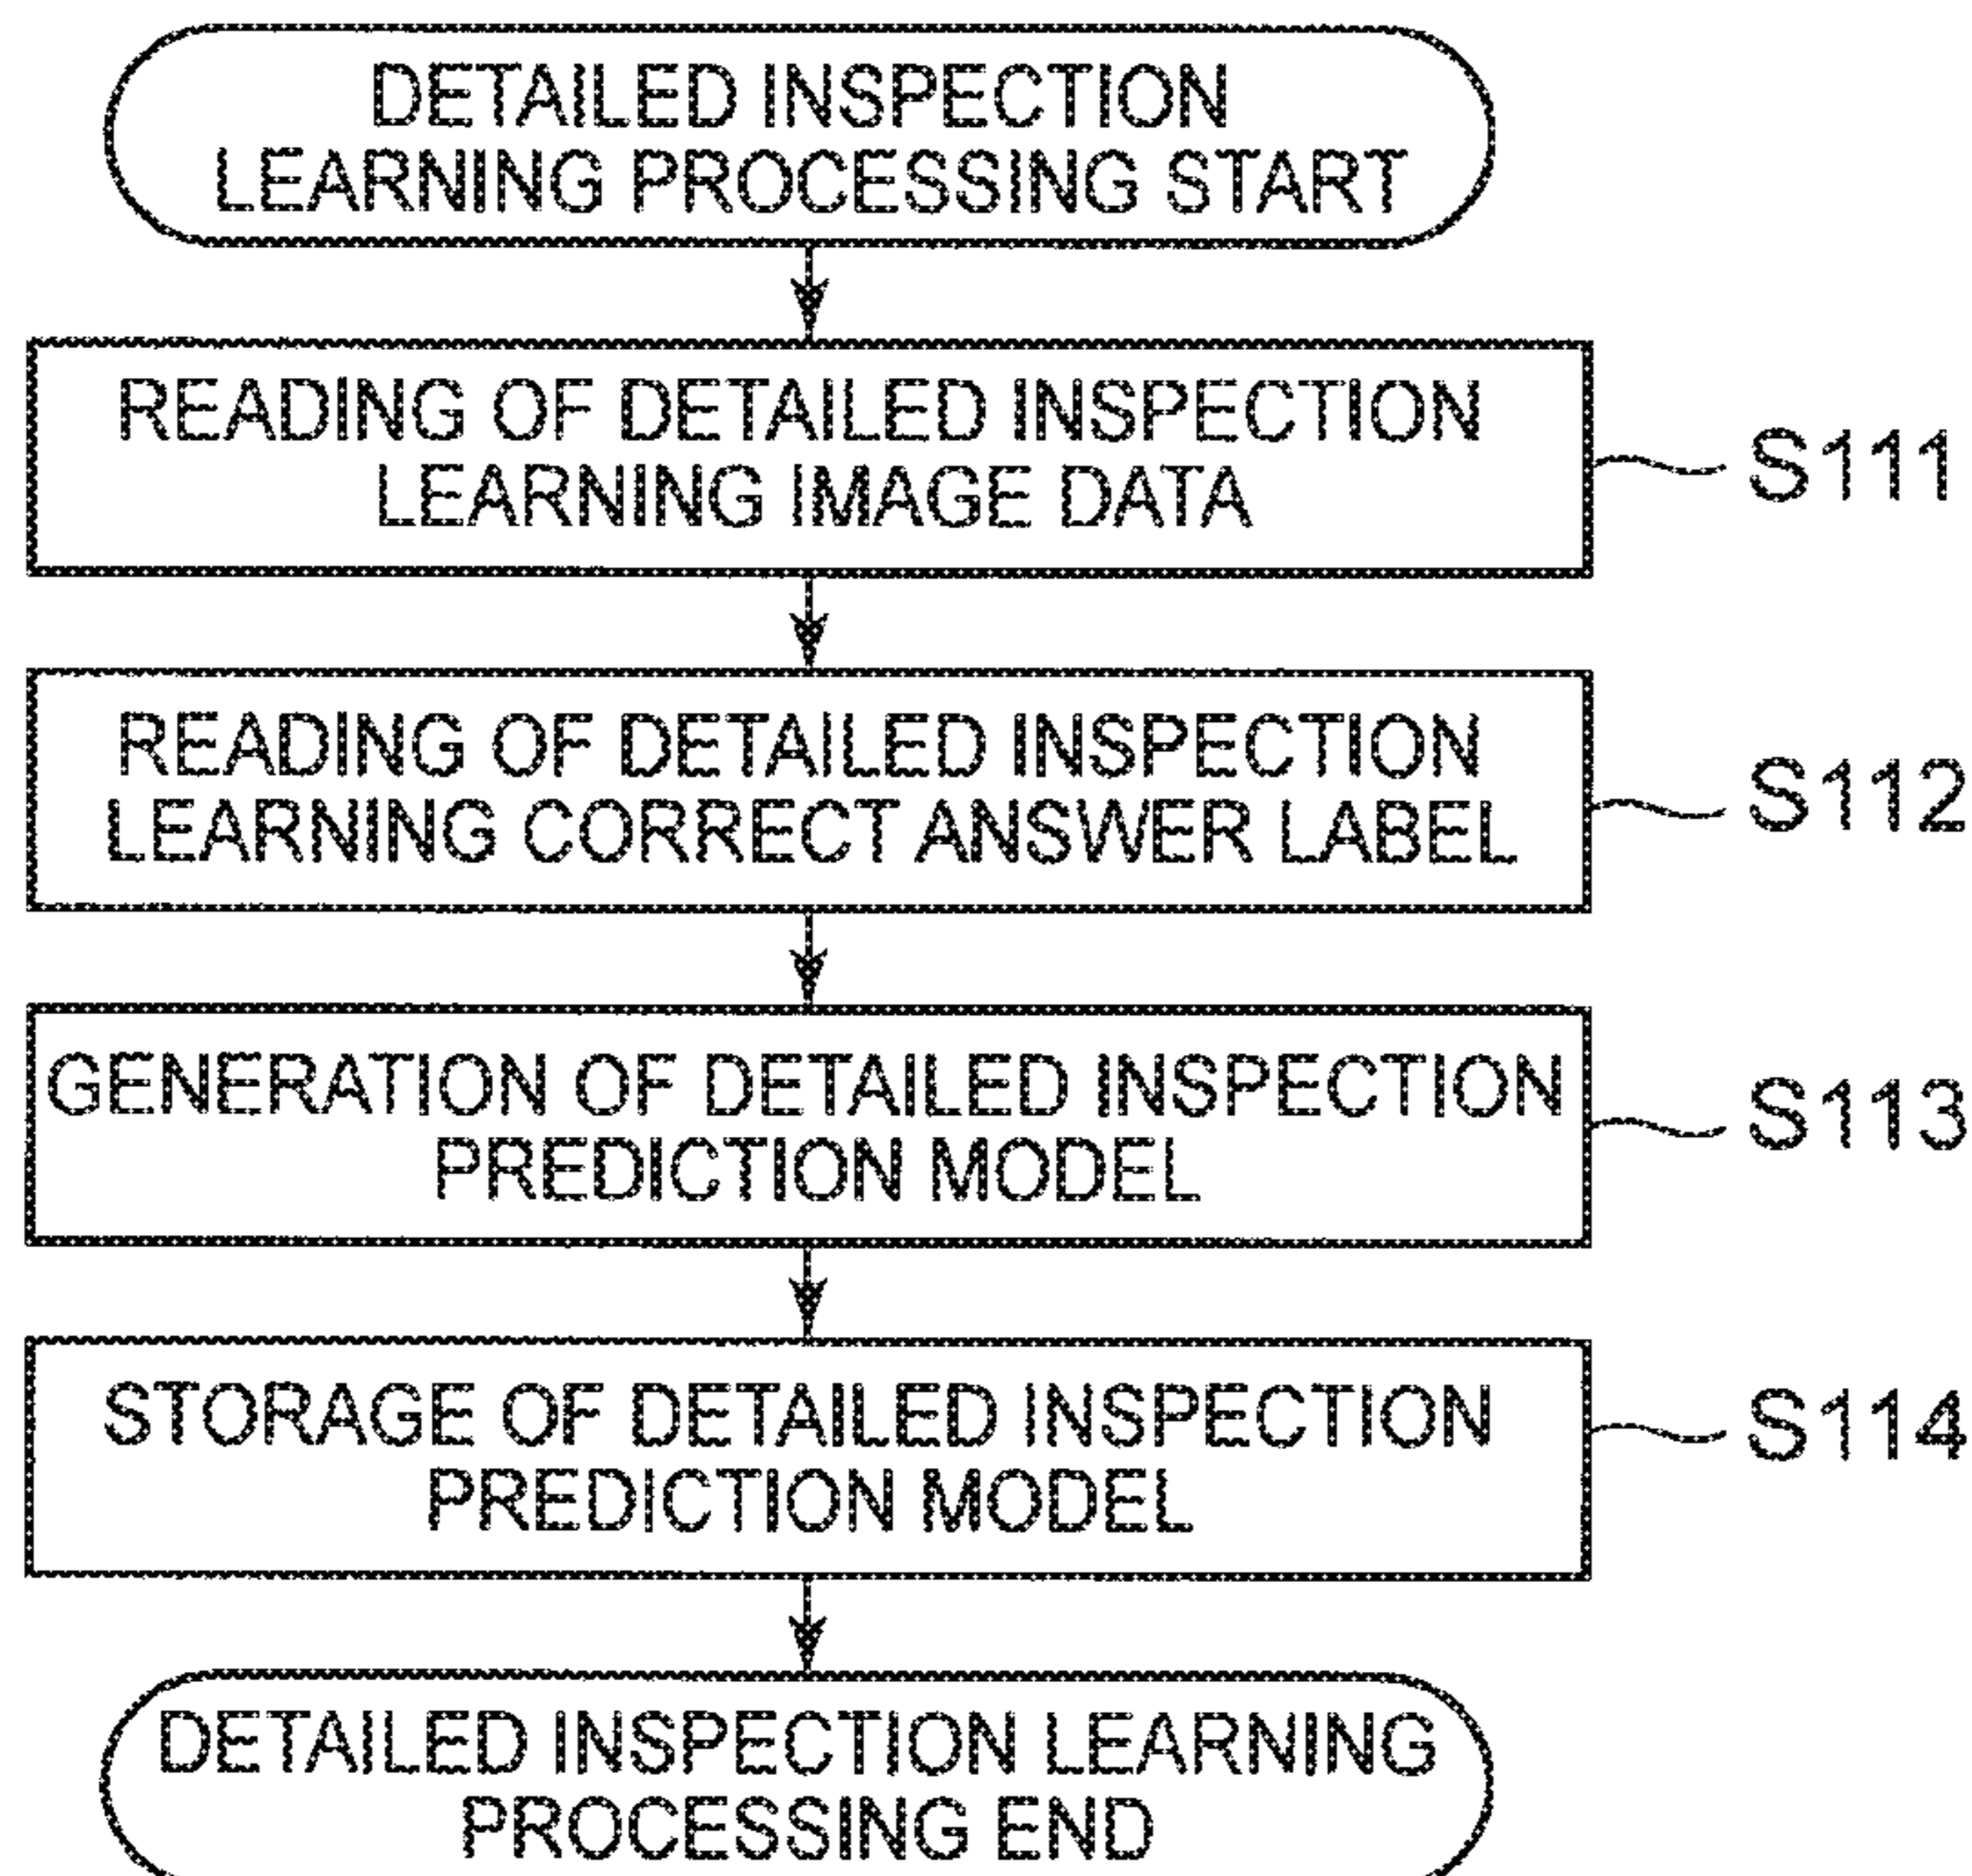 DETAILED INSPECTION
LEARNING PROCESSING START
READING OF DETAILED INSPECTION
LEARNING IMAGE DATA
S111
READING OF DETAILED INSPECTION
LEARNING CORRECT ANSWER LABEL
S112
GENERATION OF DETAILED INSPECTION
PREDICTION MODEL
S113
STORAGE OF DETAILED INSPECTION
PREDICTION MODEL
S114
DETAILED INSPECTION LEARNING
PROCESSING END